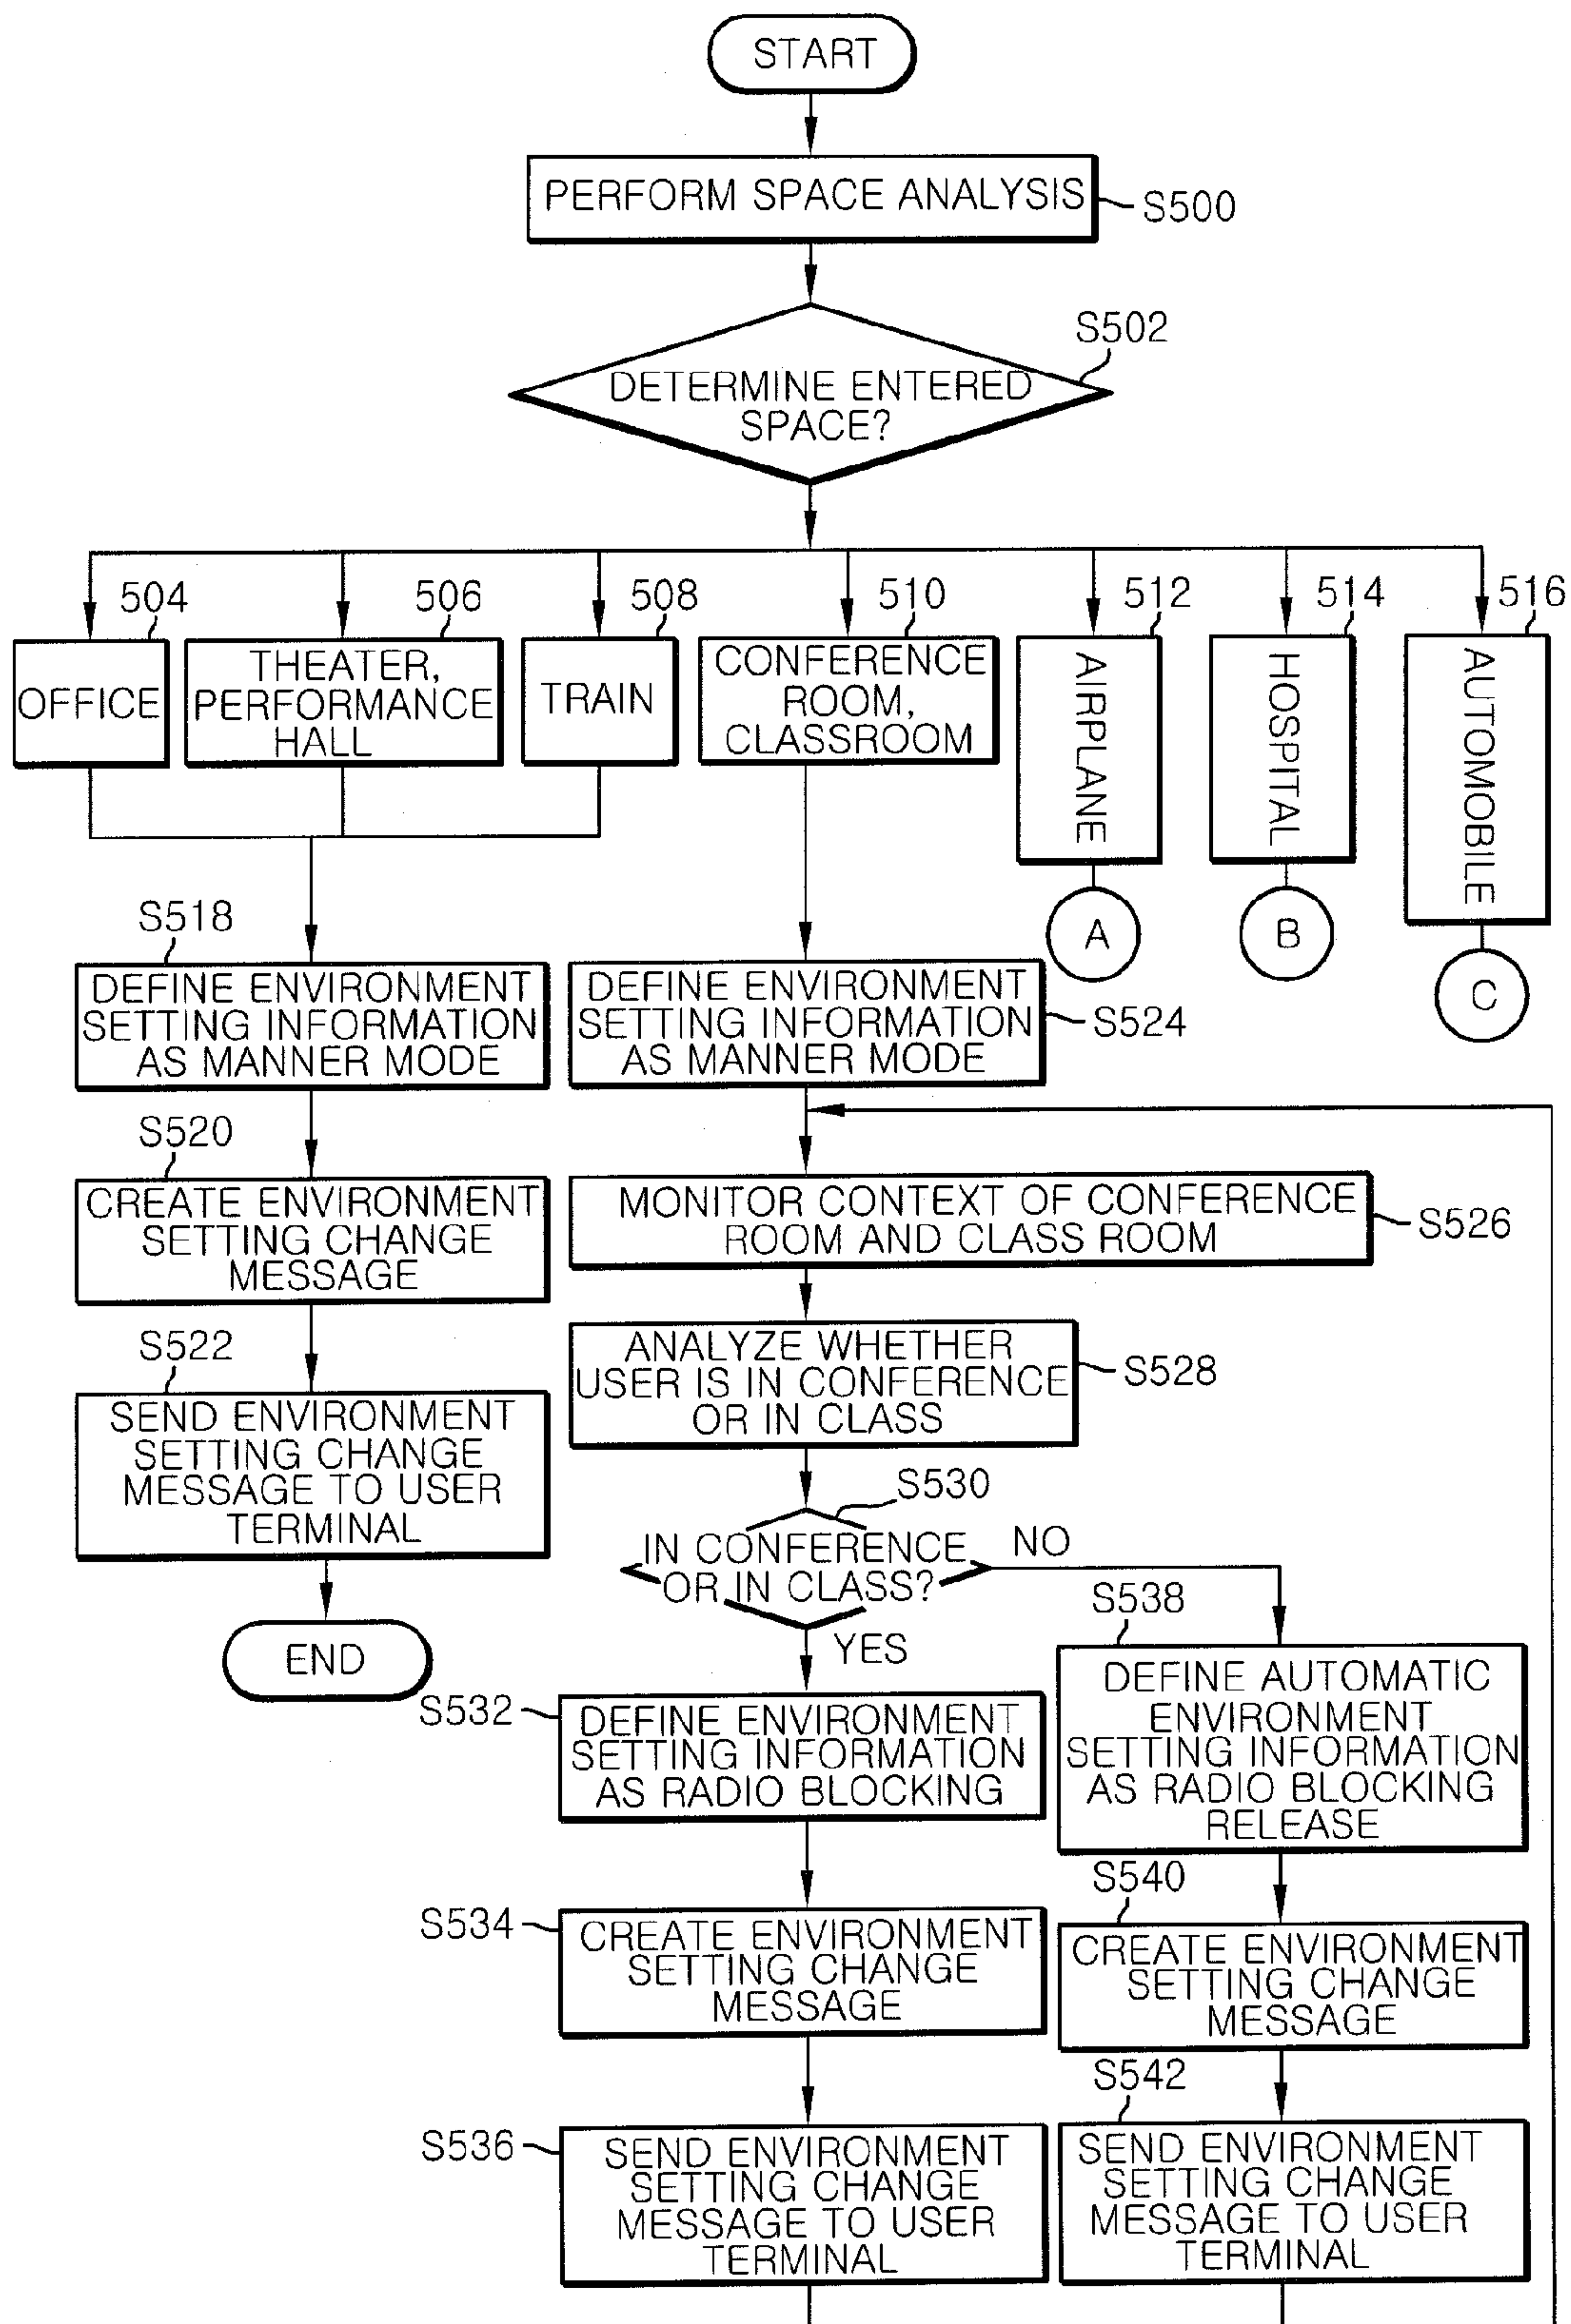 START
PERFORM SPACE ANALYSIS
S500
S502
DETERMINE ENTERED
SPACE?
504
506
508
510
512
514
516
OFFICE
THEATER,
PERFORMANCE
HALL
TRAIN
CONFERENCE
ROOM,
CLASSROOM
AIRPLANE
HOSPITAL
AUTOMOBILE
A
B
C
S518
DEFINE ENVIRONMENT
SETTING INFORMATION
AS MANNER MODE
S520
CREATE ENVIRONMENT
SETTING CHANGE
MESSAGE
S522
SEND ENVIRONMENT
SETTING CHANGE
MESSAGE TO USER
TERMINAL
END
DEFINE ENVIRONMENT
SETTING INFORMATION
AS MANNER MODE
S524
MONITOR CONTEXT OF CONFERENCE
ROOM AND CLASS ROOM
S526
ANALYZE WHETHER
USER IS IN CONFERENCE
OR IN CLASS
S528
S530
IN CONFERENCE
OR IN CLASS?
NO
YES
S532
DEFINE ENVIRONMENT
SETTING INFORMATION
AS RADIO BLOCKING
S534
CREATE ENVIRONMENT
SETTING CHANGE
MESSAGE
S536
SEND ENVIRONMENT
SETTING CHANGE
MESSAGE TO USER
TERMINAL
S538
DEFINE AUTOMATIC
ENVIRONMENT
SETTING INFORMATION
AS RADIO BLOCKING
RELEASE
S540
CREATE ENVIRONMENT
SETTING CHANGE
MESSAGE
S542
SEND ENVIRONMENT
SETTING CHANGE
MESSAGE TO USER
TERMINAL